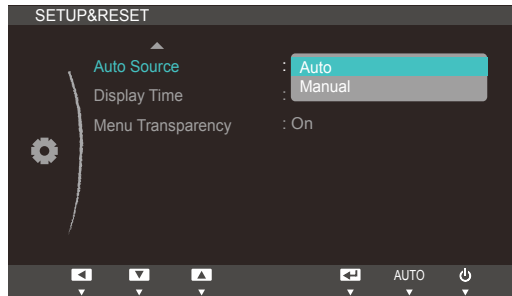 SETUP&RESET
Auto Source : Auto
Manual
Display Time :
Menu Transparency : On
AUTO